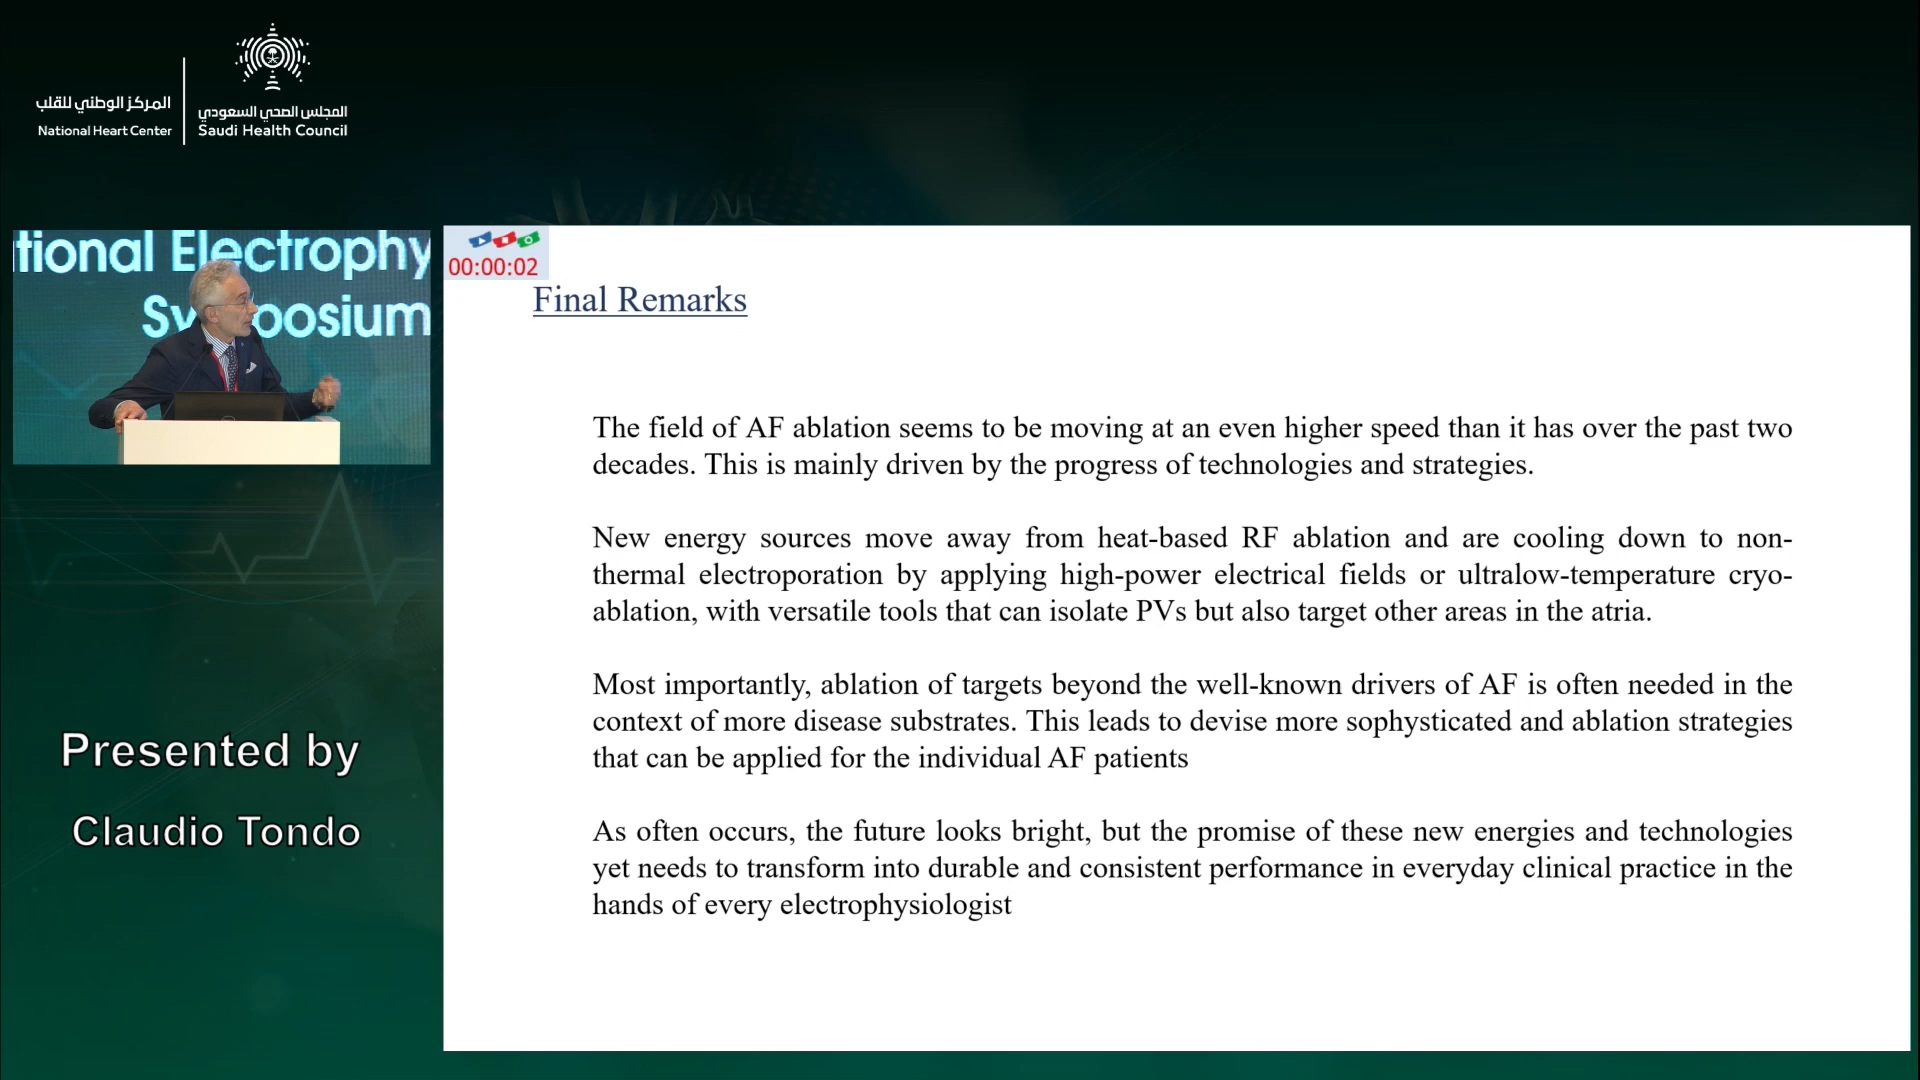 المركز الوطني للقلب
National Heart Center
المجلس الصحي السعودي
Saudi Health Council
tional Electrophy
Symposium
00:00:02
Final Remarks
The field of AF ablation seems to be moving at an even higher speed than it has over the past two
decades. This is mainly driven by the progress of technologies and strategies.
New energy sources move away from heat-based RF ablation and are cooling down to non-
thermal electroporation by applying high-power electrical fields or ultralow-temperature cryo-
ablation, with versatile tools that can isolate PVs but also target other areas in the atria.
Most importantly, ablation of targets beyond the well-known drivers of AF is often needed in the
context of more disease substrates. This leads to devise more sophysticated and ablation strategies
that can be applied for the individual AF patients
As often occurs, the future looks bright, but the promise of these new energies and technologies
yet needs to transform into durable and consistent performance in everyday clinical practice in the
hands of every electrophysiologist
Presented by
Claudio Tondo